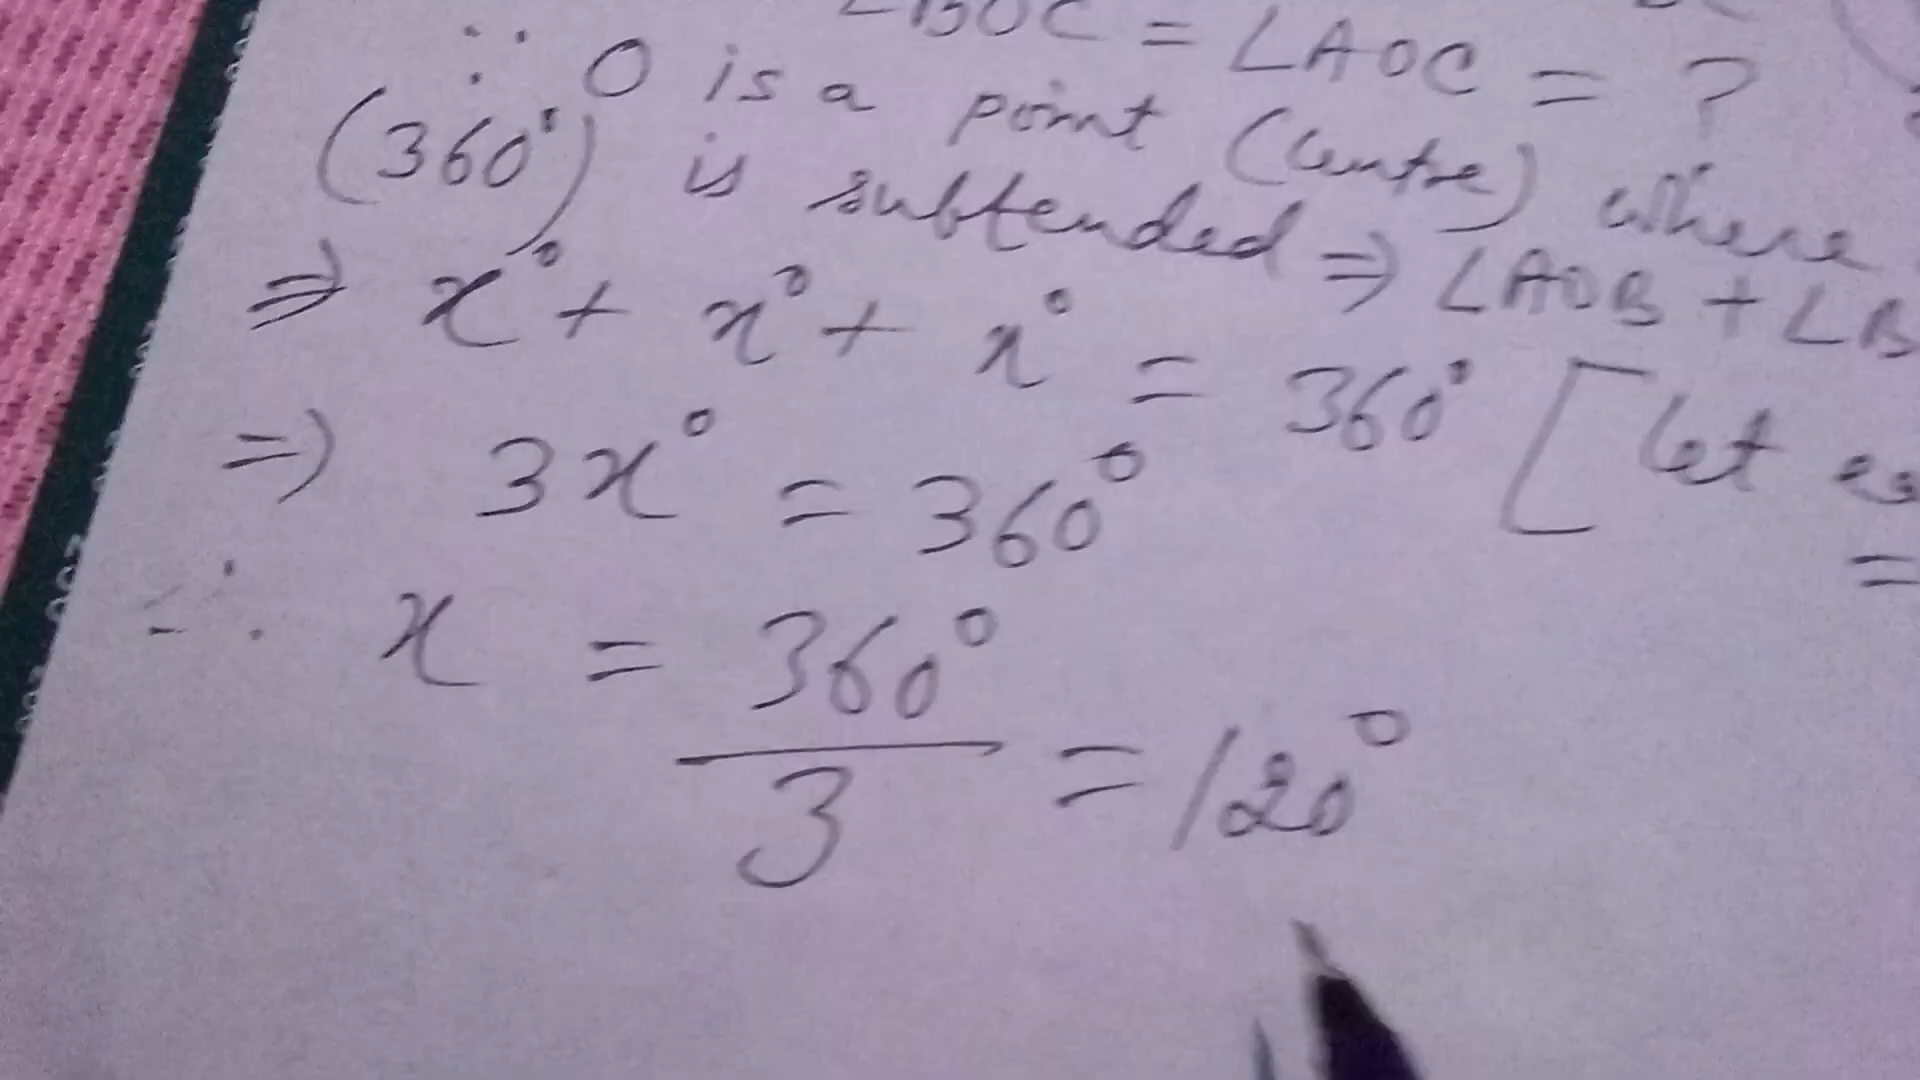 ∠BOC = ∠AOC = ?
∵ O is a point (Centre) where
(360°) is subtended ⇒ ∠AOB + ∠B
⇒ x° + x° + x° = 360° [let
⇒ 3x° = 360° =
∴ x = 360° / 3 = 120°